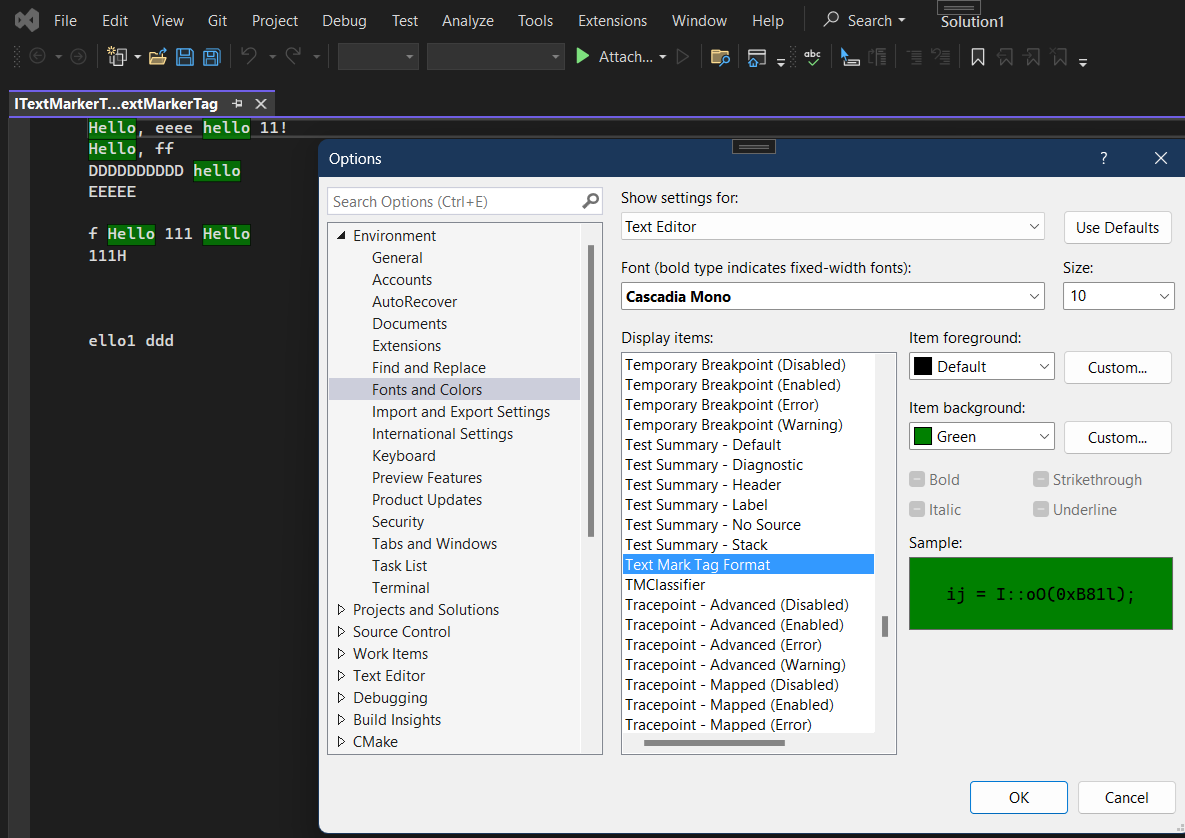 File Edit View Git Project Debug Test Analyze Tools Extensions Window Help Search Solution1
Attach... abc
ITextMarkerT...extMarkerTag
Hello, eeee hello 11!
Hello, ff
DDDDDDDDDD hello
EEEEE
f Hello 111 Hello
111H
ello1 ddd
Options ?
Search Options (Ctrl+E)
Environment
General
Accounts
AutoRecover
Documents
Extensions
Find and Replace
Fonts and Colors
Import and Export Settings
International Settings
Keyboard
Preview Features
Product Updates
Security
Tabs and Windows
Task List
Terminal
Projects and Solutions
Source Control
Work Items
Text Editor
Debugging
Build Insights
CMake
Show settings for:
Text Editor
Use Defaults
Font (bold type indicates fixed-width fonts):
Size:
Cascadia Mono
10
Display items:
Temporary Breakpoint (Disabled)
Temporary Breakpoint (Enabled)
Temporary Breakpoint (Error)
Temporary Breakpoint (Warning)
Test Summary - Default
Test Summary - Diagnostic
Test Summary - Header
Test Summary - Label
Test Summary - No Source
Test Summary - Stack
Text Mark Tag Format
TMClassifier
Tracepoint - Advanced (Disabled)
Tracepoint - Advanced (Enabled)
Tracepoint - Advanced (Error)
Tracepoint - Advanced (Warning)
Tracepoint - Mapped (Disabled)
Tracepoint - Mapped (Enabled)
Tracepoint - Mapped (Error)
Item foreground:
Default
Custom...
Item background:
Green
Custom...
Bold
Strikethrough
Italic
Underline
Sample:
ij = I::oO(0xB81l);
OK
Cancel